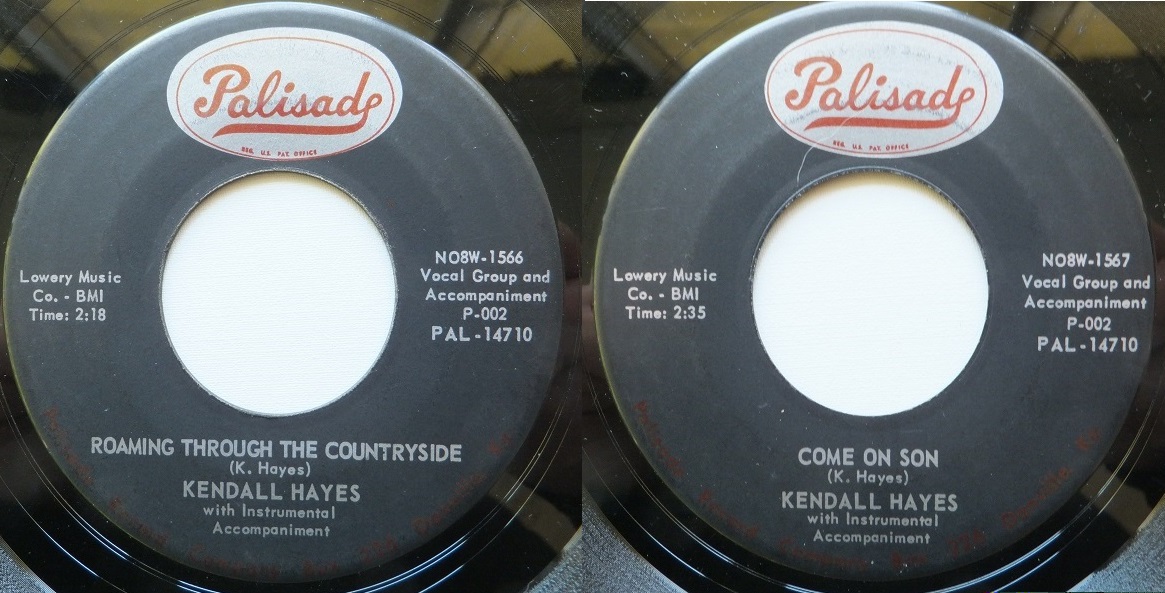 Palisade
REG. U.S. PAT. OFFICE
Lowery Music
Co. - BMI
Time: 2:18
NO8W-1566
Vocal Group and
Accompaniment
P-002
PAL-14710
ROAMING THROUGH THE COUNTRYSIDE
(K. Hayes)
KENDALL HAYES
with Instrumental
Accompaniment
Palisade
REG. U.S. PAT. OFFICE
Lowery Music
Co. - BMI
Time: 2:35
NO8W-1567
Vocal Group and
Accompaniment
P-002
PAL-14710
COME ON SON
(K. Hayes)
KENDALL HAYES
with Instrumental
Accompaniment